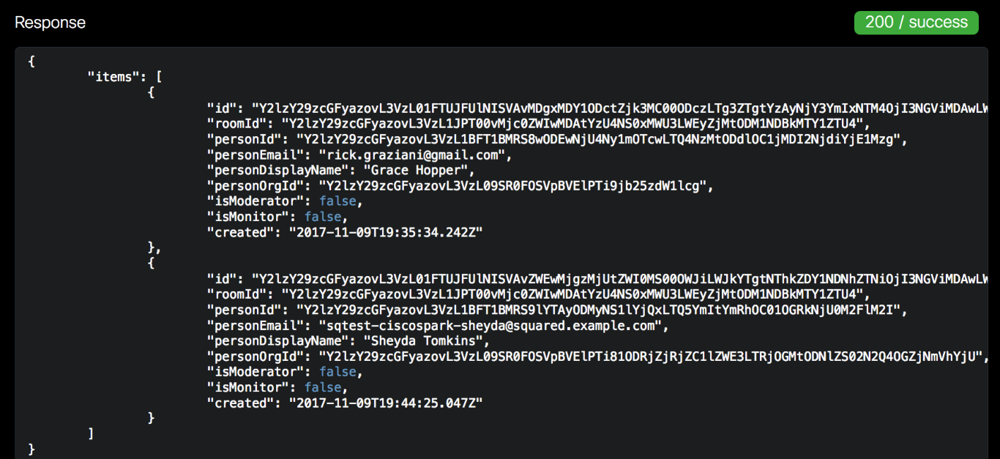 Response
200 / success
{
"items": [
{
"id": "Y2lzY29zcGFyazovL3VzL01FTUJFUlNISVAvMDgxMDY1ODctZjk3MC00ODczLTg3ZTgtYzAyNjY3YmIxNTM4OjI3NGViMDAwLW
"roomId": "Y2lzY29zcGFyazovL3VzL1JPT00vMjc0ZWIwMDAtYzU4NS0xMWU3LWEyZjMtODM1NDBkMTY1ZTU4",
"personId": "Y2lzY29zcGFyazovL3VzL1BFT1BMRS8wODEwNjU4Ny1mOTcwLTQ4NzMtODdlOC1jMDI2NjdiYjE1Mzg",
"personEmail": "rick.graziani@gmail.com",
"personDisplayName": "Grace Hopper",
"personOrgId": "Y2lzY29zcGFyazovL3VzL09SR0FOSVpBVElPTi9jb25zdW1lcg",
"isModerator": false,
"isMonitor": false,
"created": "2017-11-09T19:35:34.242Z"
},
{
"id": "Y2lzY29zcGFyazovL3VzL01FTUJFUlNISVAvZWEwMjgzMjUtZWI0MS00OWJiLWJkYTgtNThkZDY1NDNhZTNiOjI3NGViMDAwLW
"roomId": "Y2lzY29zcGFyazovL3VzL1JPT00vMjc0ZWIwMDAtYzU4NS0xMWU3LWEyZjMtODM1NDBkMTY1ZTU4",
"personId": "Y2lzY29zcGFyazovL3VzL1BFT1BMRS9lYTAyODMyNS1lYjQxLTQ5YmItYmRhOC01OGRkNjU0M2FlM2I",
"personEmail": "sqtest-ciscospark-sheyda@squared.example.com",
"personDisplayName": "Sheyda Tomkins",
"personOrgId": "Y2lzY29zcGFyazovL3VzL09SR0FOSVpBVElPTi81ODRjZjRjZC1lZWE3LTRjOGMtODNlZS02N2Q4OGZjNmVhYjU",
"isModerator": false,
"isMonitor": false,
"created": "2017-11-09T19:44:25.047Z"
}
]
}